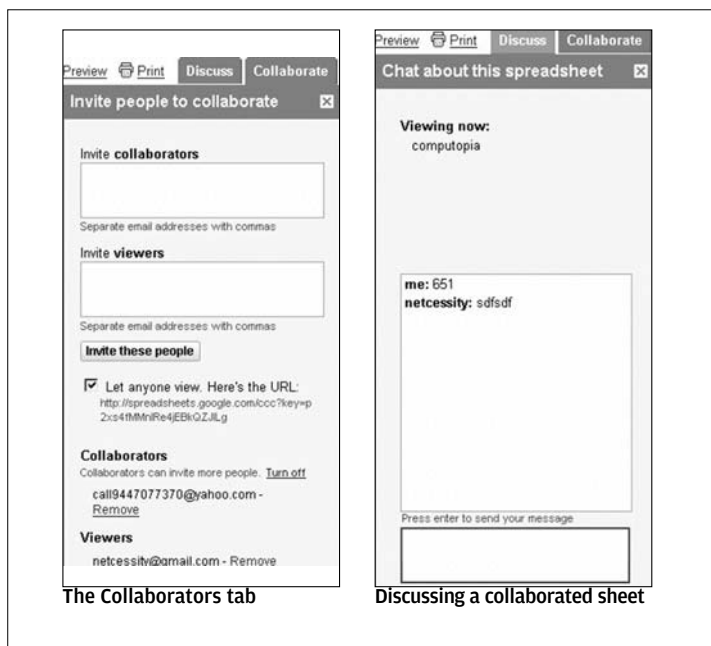 Preview Print Discuss Collaborate
Invite people to collaborate
Invite collaborators
Separate email addresses with commas
Invite viewers
Separate email addresses with commas
Invite these people
Let anyone view. Here's the URL:
http://spreadsheets.google.com/ccc?key=p
2xs4fMMnlRe4jEBkQZJLg
Collaborators
Collaborators can invite more people. Turn off
call9447077370@yahoo.com -
Remove
Viewers
netcessity@gmail.com - Remove
The Collaborators tab
Preview Print Discuss Collaborate
Chat about this spreadsheet
Viewing now:
computopia
me: 651
netcessity: sdfsdf
Press enter to send your message
Discussing a collaborated sheet